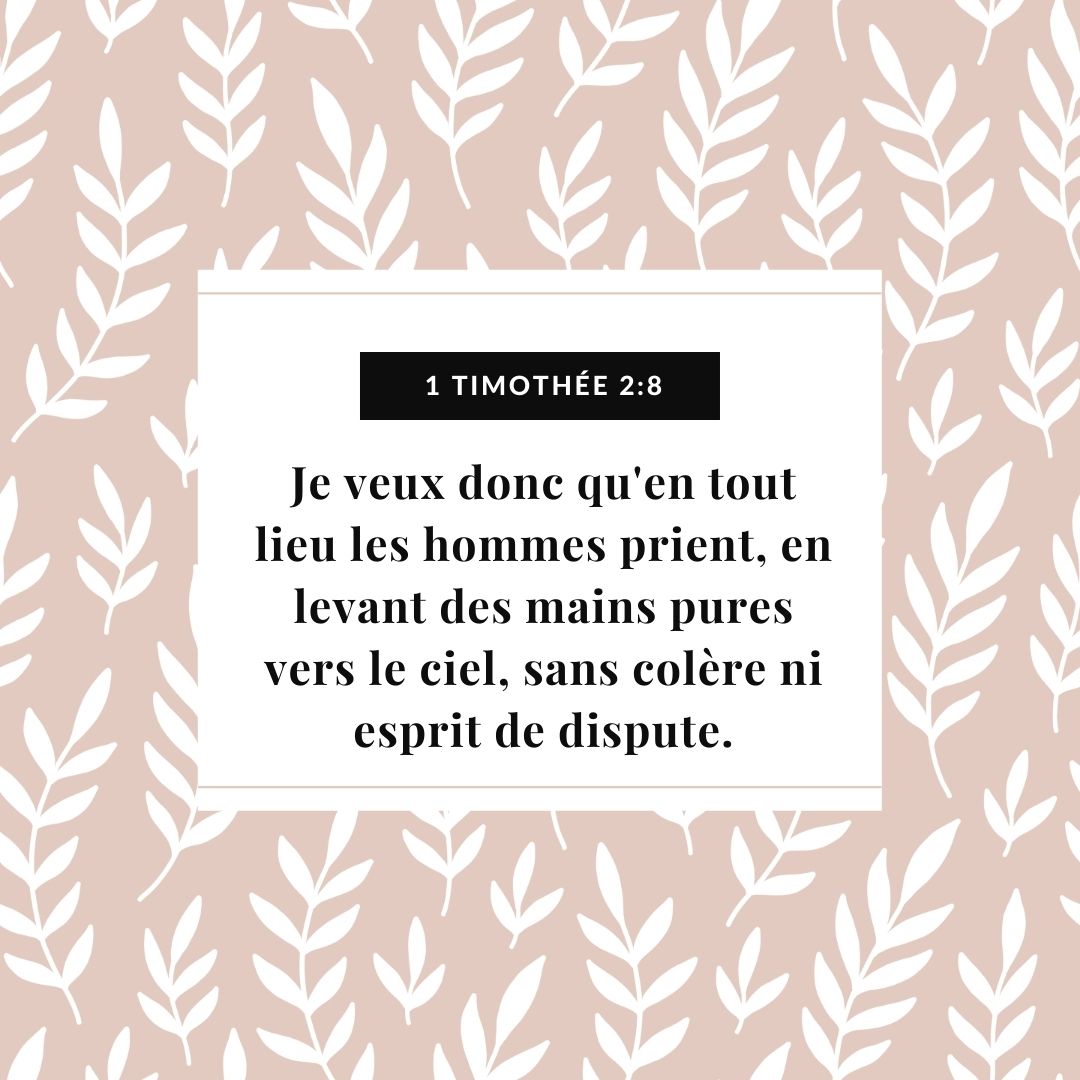 1 TIMOTHÉE 2:8
Je veux donc qu'en tout
lieu les hommes prient, en
levant des mains pures
vers le ciel, sans colère ni
esprit de dispute.